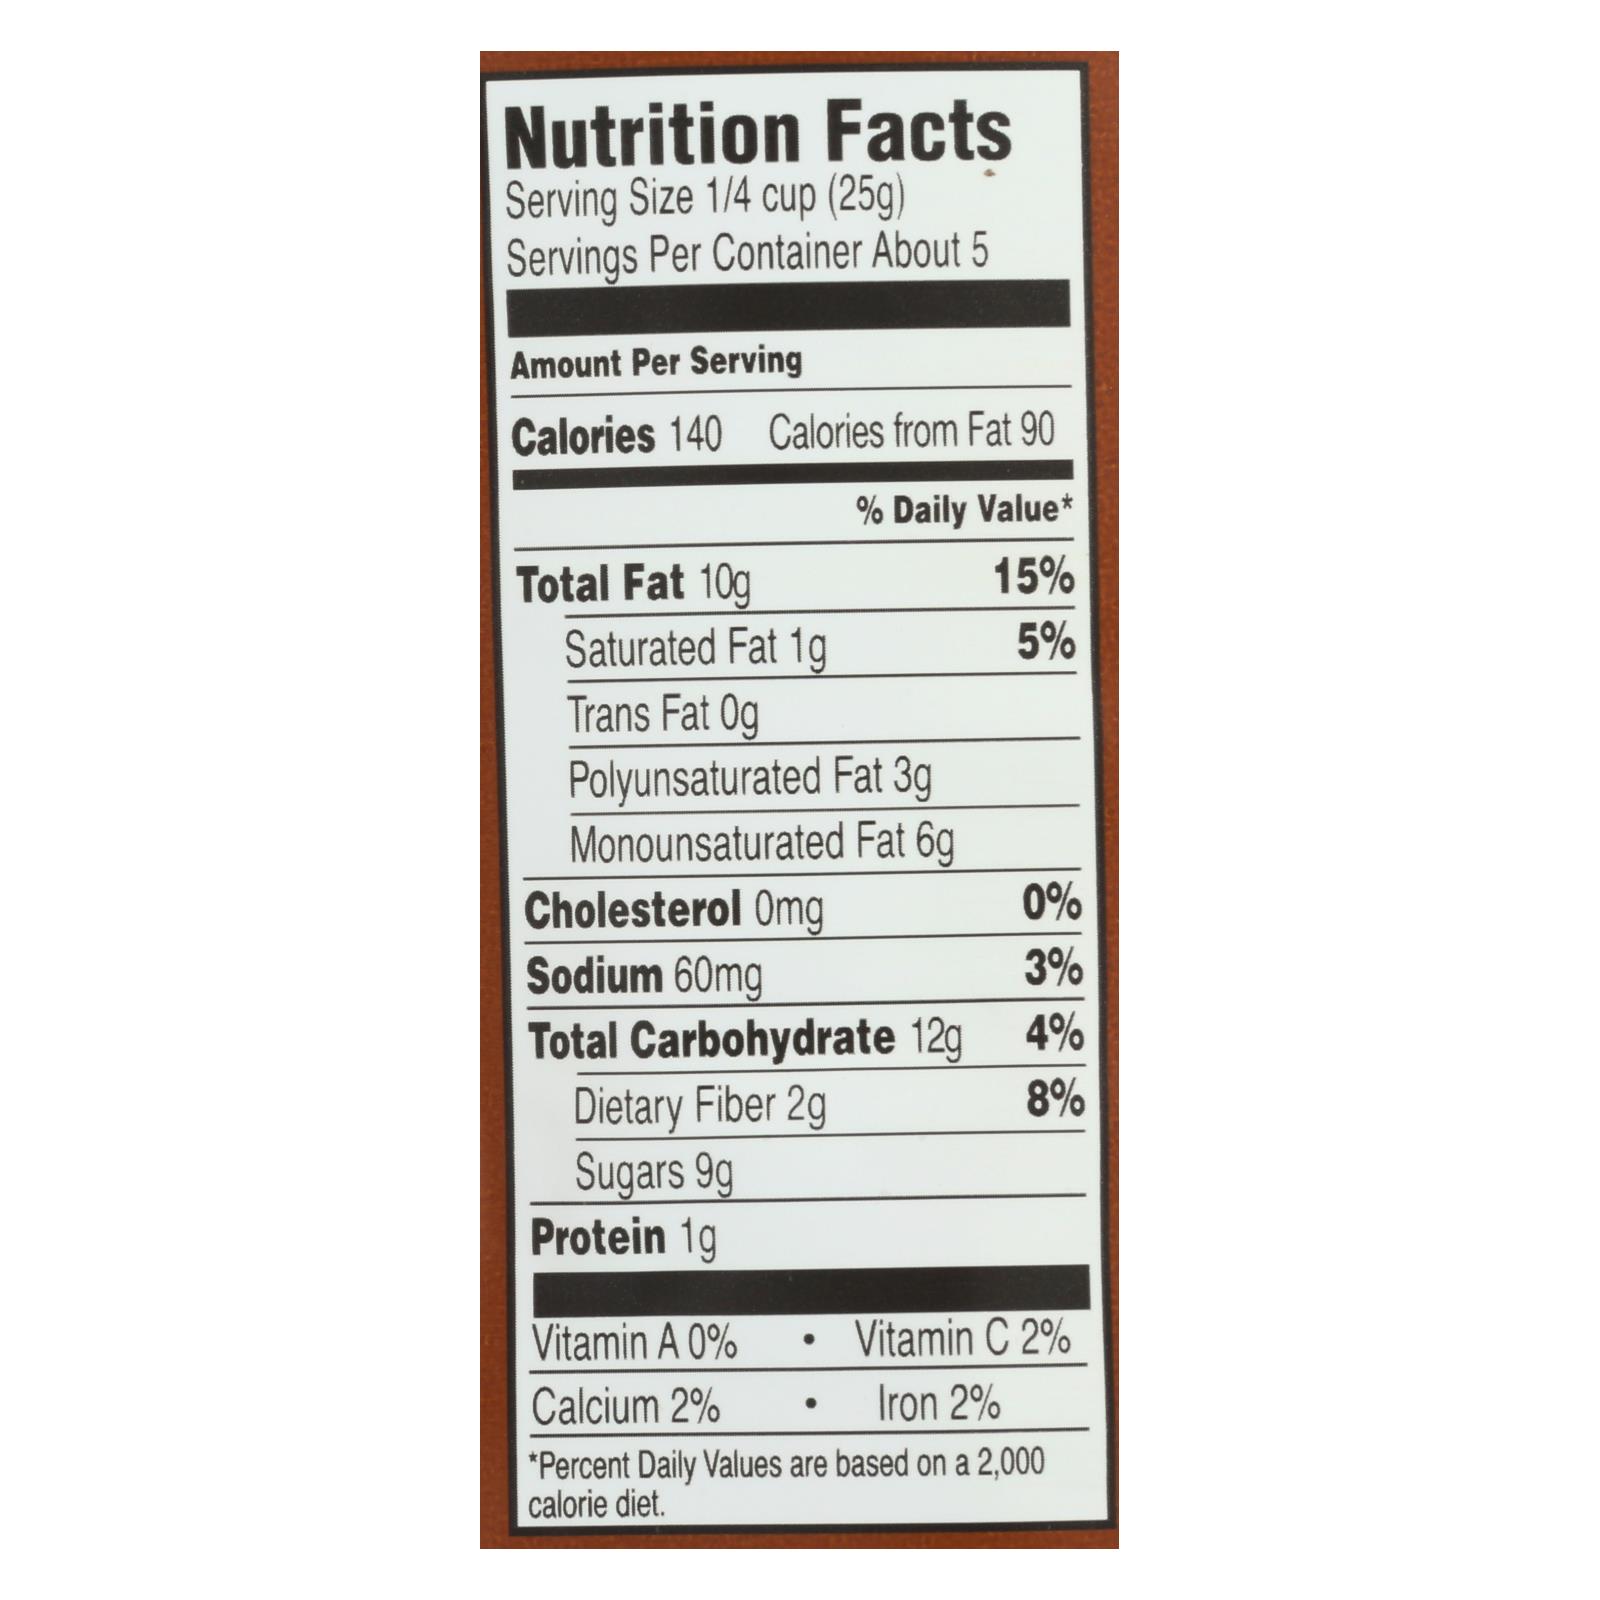 Nutrition Facts
Serving Size 1/4 cup (25g)
Servings Per Container About 5
Amount Per Serving
Calories 140 Calories from Fat 90
% Daily Value*
Total Fat 10g 15%
Saturated Fat 1g 5%
Trans Fat 0g
Polyunsaturated Fat 3g
Monounsaturated Fat 6g
Cholesterol 0mg 0%
Sodium 60mg 3%
Total Carbohydrate 12g 4%
Dietary Fiber 2g 8%
Sugars 9g
Protein 1g
Vitamin A 0% • Vitamin C 2%
Calcium 2% • Iron 2%
*Percent Daily Values are based on a 2,000
calorie diet.